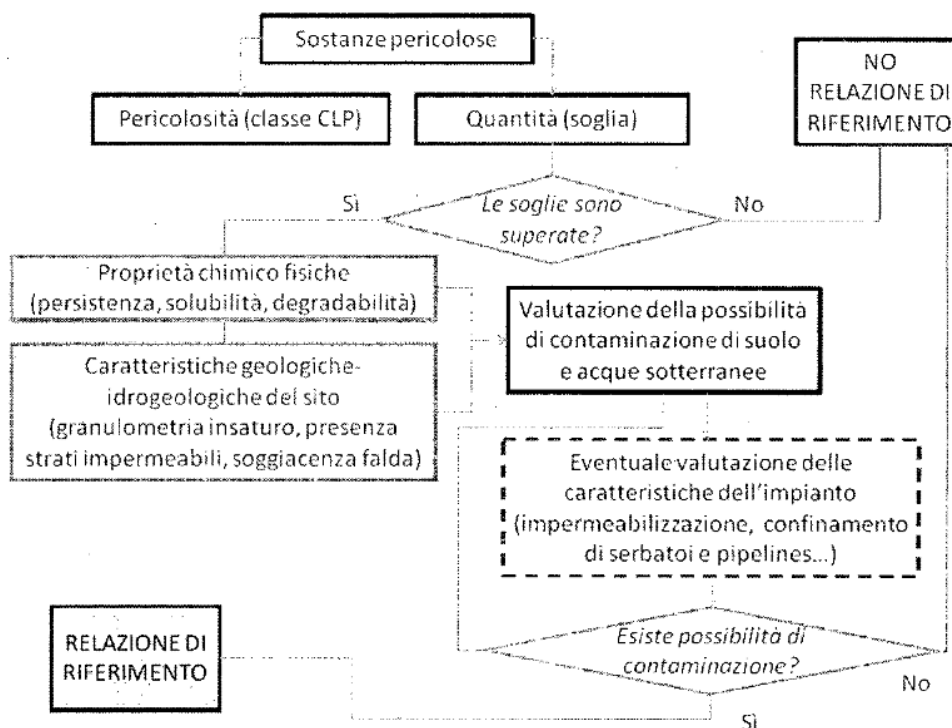 Sostanze pericolose
NO
RELAZIONE DI
RIFERIMENTO
Pericolosità (classe CLP)
Quantità (soglia)
Sì
Le soglie sono
superate?
No
Proprietà chimico fisiche
(persistenza, solubilità, degradabilità)
Valutazione della possibilità
di contaminazione di suolo
e acque sotterranee
Caratteristiche geologiche-
idrogeologiche del sito
(granulometria insaturo, presenza
strati impermeabili, soggiacenza falda)
Eventuale valutazione delle
caratteristiche dell'impianto
(impermeabilizzazione, confinamento
di serbatoi e pipelines...)
RELAZIONE DI
RIFERIMENTO
Esiste possibilità di
contaminazione?
No
Sì